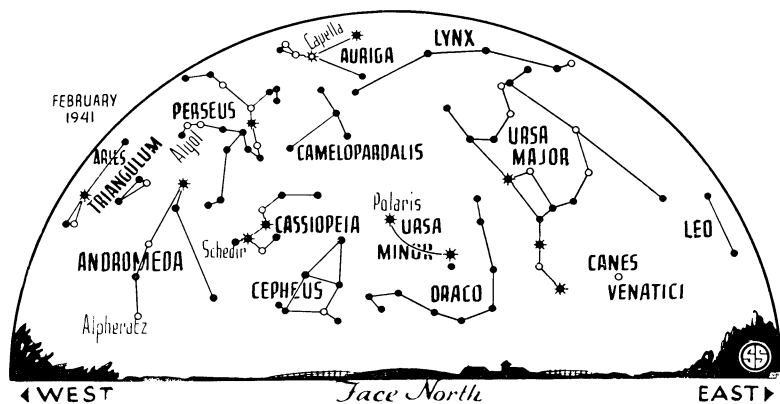 Capella
LYNX
AURIGA
FEBRUARY
1941
PERSEUS
Algol
ARIES
TRIANGULUM
CAMELOPARDALIS
URSA
MAJOR
Polaris
URSA
MINOR
CASSIOPEIA
Schedir
LEO
ANDROMEDA
CEPHEUS
DRACO
CANES
VENATICI
Alpheratz
WEST
Face North
EAST